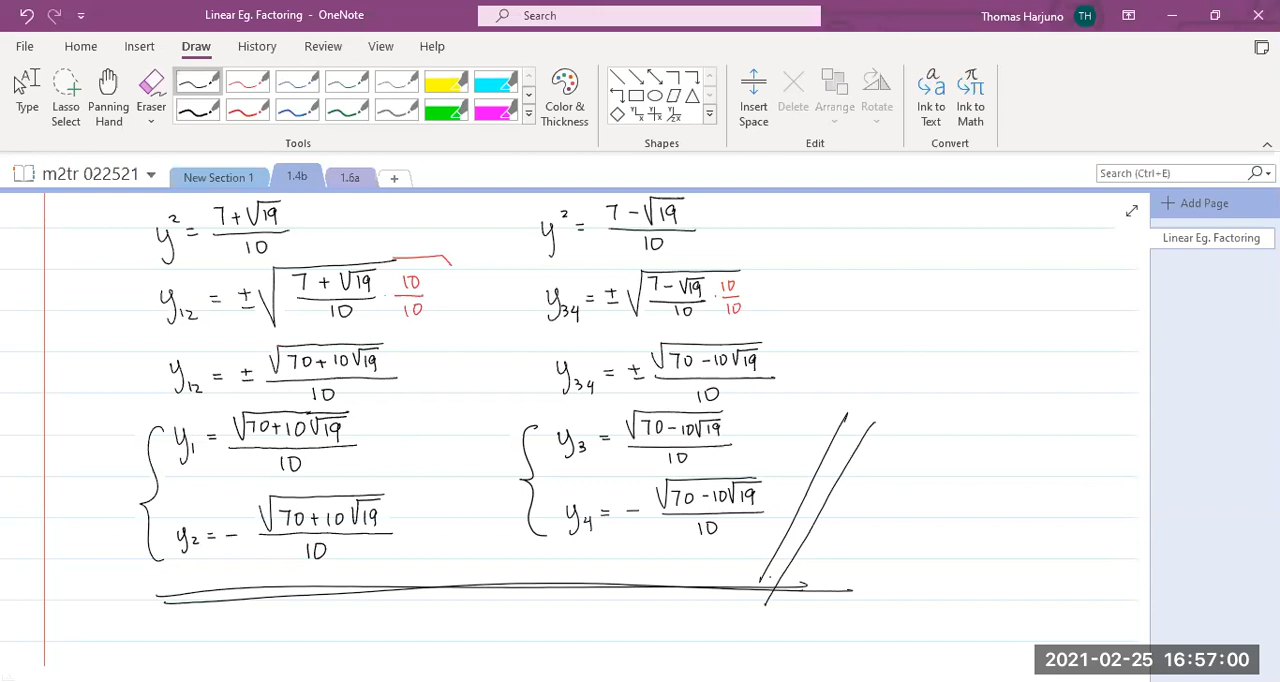 Linear Eg. Factoring - OneNote
Search
Thomas Harjuno TH
File Home Insert Draw History Review View Help
Type
Lasso Select
Panning Hand
Eraser
Color & Thickness
Insert Space
Delete
Arrange
Rotate
Ink to Text
Ink to Math
Tools
Shapes
Edit
Convert
m2tr 022521
New Section 1
1.4b
1.6a
Search (Ctrl+E)
Add Page
Linear Eg. Factoring
y² = (7 + √19)/10
y² = (7 - √19)/10
y₁₂ = ± √((7 + √19)/10 · 10/10)
y₃₄ = ± √((7 - √19)/10 · 10/10)
y₁₂ = ± √(70 + 10√19)/10
y₃₄ = ± √(70 - 10√19)/10
y₁ = √(70 + 10√19)/10
y₃ = √(70 - 10√19)/10
y₂ = - √(70 + 10√19)/10
y₄ = - √(70 - 10√19)/10
2021-02-25 16:57:00